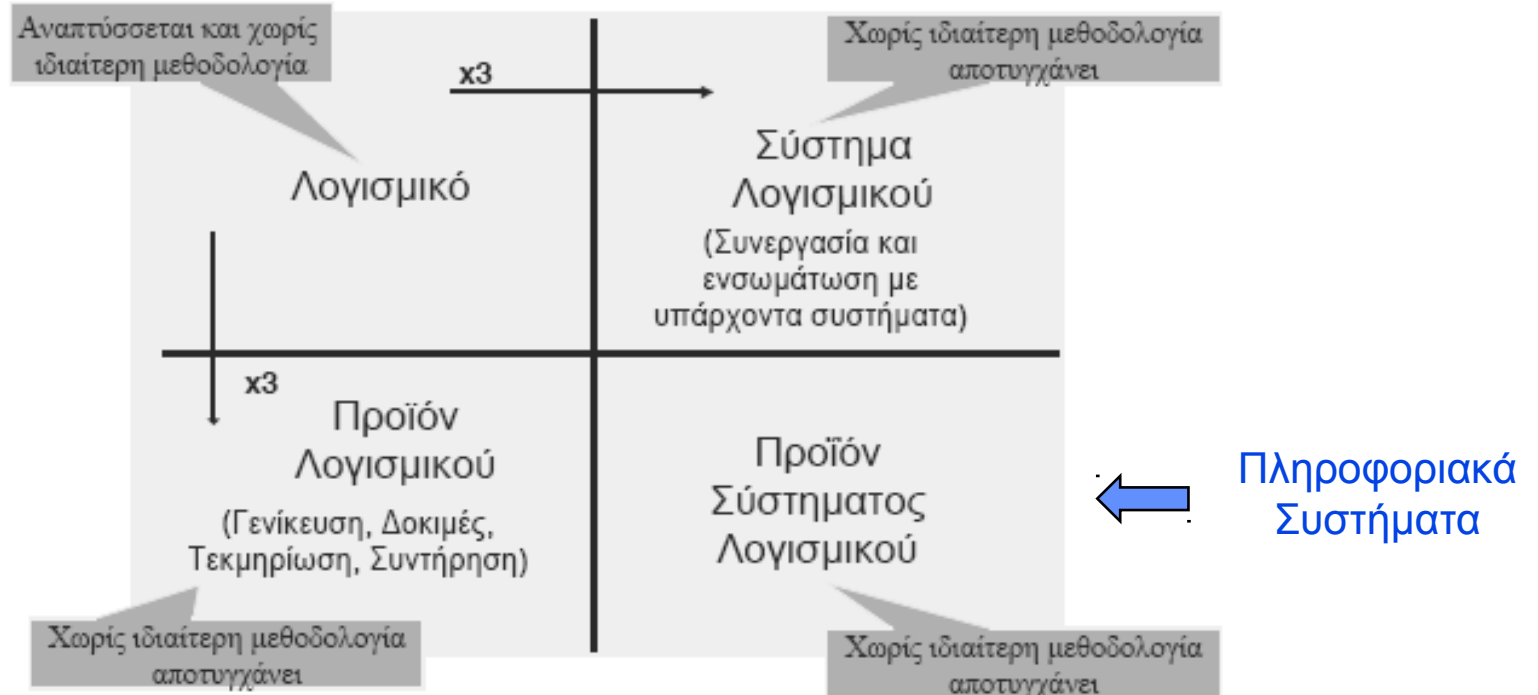 Αναπτύσσεται και χωρίς
ιδιαίτερη μεθοδολογία
x3
Χωρίς ιδιαίτερη μεθοδολογία
αποτυγχάνει
Λογισμικό
Σύστημα
Λογισμικού
(Συνεργασία και
ενσωμάτωση με
υπάρχοντα συστήματα)
x3
Προϊόν
Λογισμικού
(Γενίκευση, Δοκιμές,
Τεκμηρίωση, Συντήρηση)
Προϊόν
Σύστηματος
Λογισμικού
Πληροφοριακά
Συστήματα
Χωρίς ιδιαίτερη μεθοδολογία
αποτυγχάνει
Χωρίς ιδιαίτερη μεθοδολογία
αποτυγχάνει